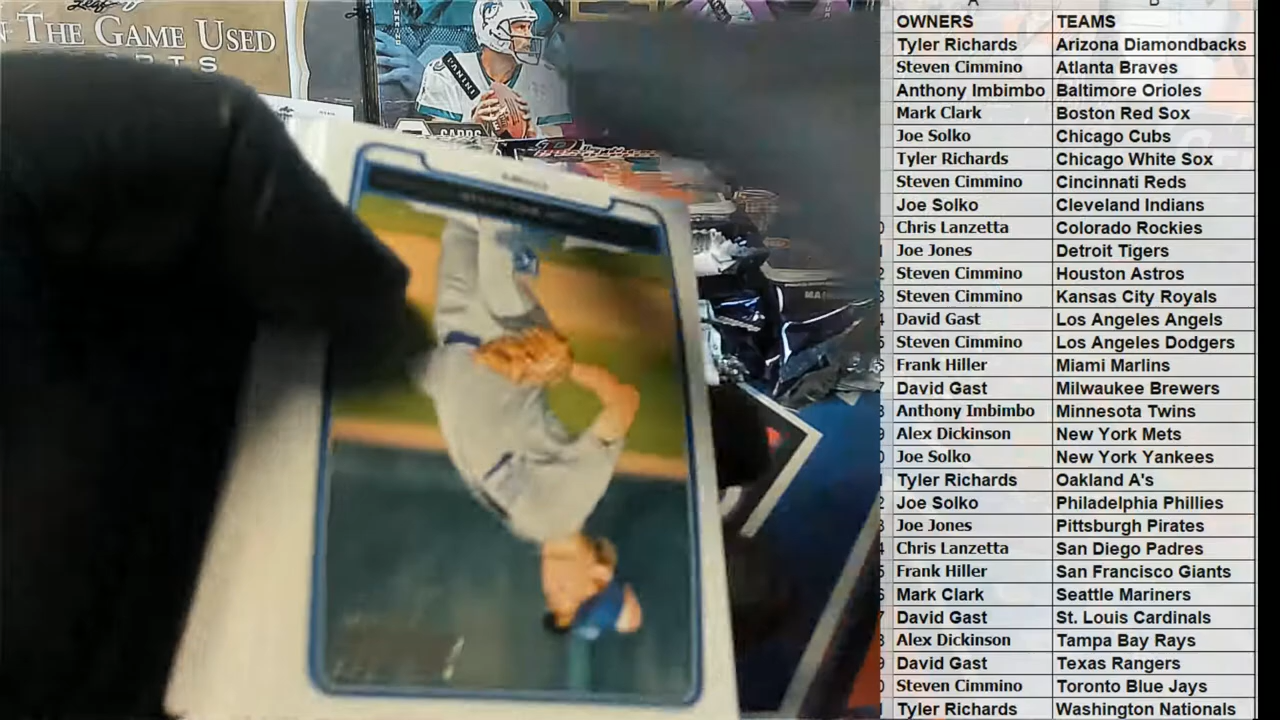 N THE GAME USED
RTS
PANINI
CARDS
OWNERS TEAMS
Tyler Richards Arizona Diamondbacks
Steven Cimmino Atlanta Braves
Anthony Imbimbo Baltimore Orioles
Mark Clark Boston Red Sox
Joe Solko Chicago Cubs
Tyler Richards Chicago White Sox
Steven Cimmino Cincinnati Reds
Joe Solko Cleveland Indians
Chris Lanzetta Colorado Rockies
Joe Jones Detroit Tigers
Steven Cimmino Houston Astros
Steven Cimmino Kansas City Royals
David Gast Los Angeles Angels
Steven Cimmino Los Angeles Dodgers
Frank Hiller Miami Marlins
David Gast Milwaukee Brewers
Anthony Imbimbo Minnesota Twins
Alex Dickinson New York Mets
Joe Solko New York Yankees
Tyler Richards Oakland A's
Joe Solko Philadelphia Phillies
Joe Jones Pittsburgh Pirates
Chris Lanzetta San Diego Padres
Frank Hiller San Francisco Giants
Mark Clark Seattle Mariners
David Gast St. Louis Cardinals
Alex Dickinson Tampa Bay Rays
David Gast Texas Rangers
Steven Cimmino Toronto Blue Jays
Tyler Richards Washington Nationals